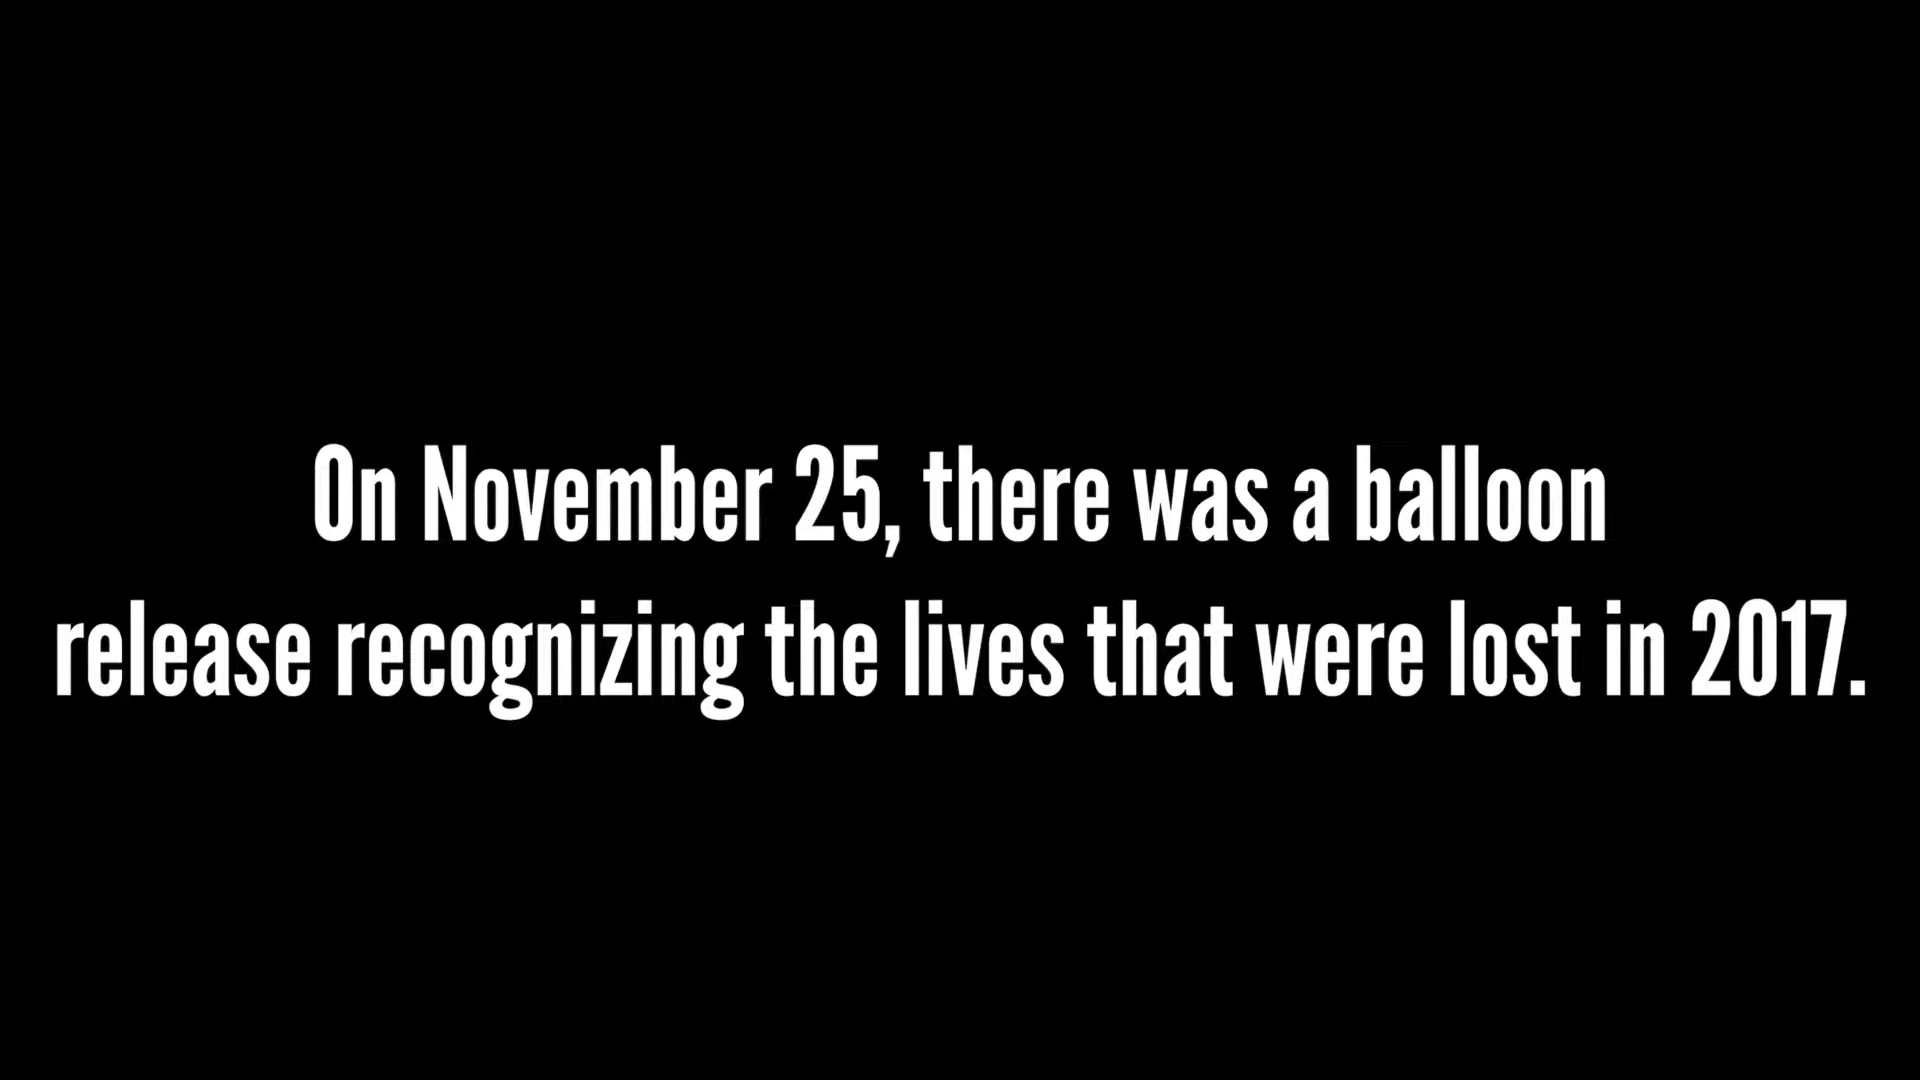 On November 25, there was a balloon
release recognizing the lives that were lost in 2017.